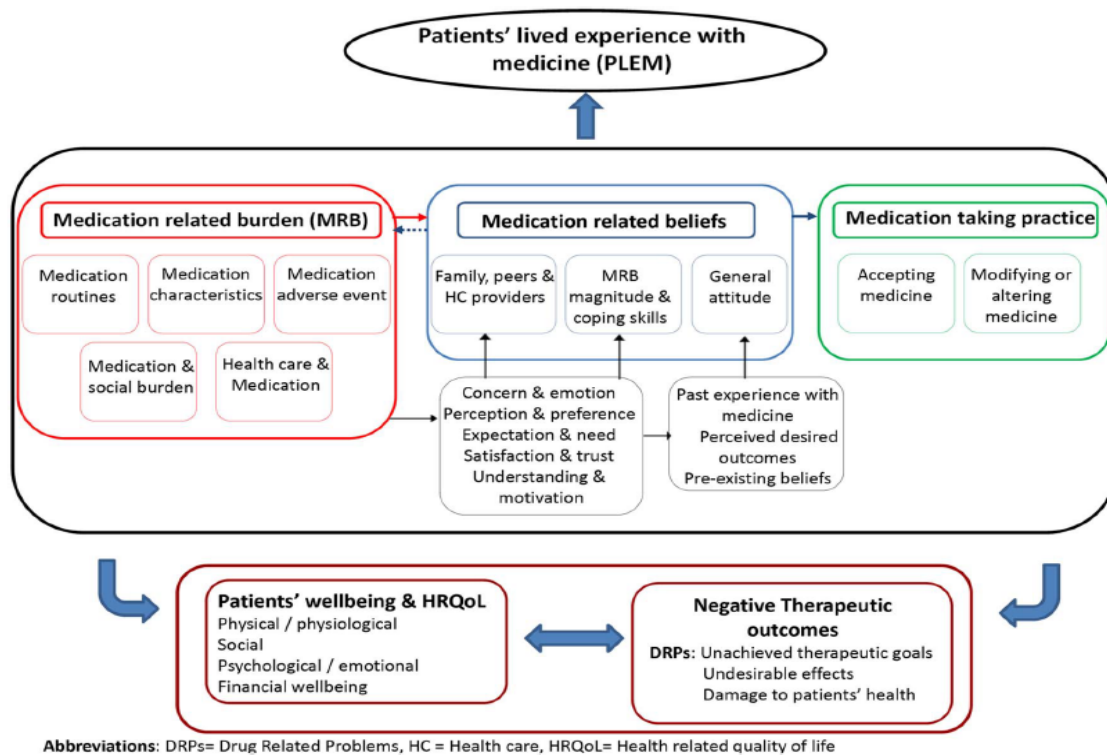 Patients' lived experience with
medicine (PLEM)
Medication related burden (MRB)
Medication
routines
Medication
characteristics
Medication
adverse event
Medication &
social burden
Health care &
Medication
Medication related beliefs
Family, peers &
HC providers
MRB
magnitude &
coping skills
General
attitude
Medication taking practice
Accepting
medicine
Modifying or
altering
medicine
Concern & emotion
Perception & preference
Expectation & need
Satisfaction & trust
Understanding &
motivation
Past experience with
medicine
Perceived desired
outcomes
Pre-existing beliefs
Patients' wellbeing & HRQoL
Physical / physiological
Social
Psychological / emotional
Financial wellbeing
Negative Therapeutic
outcomes
DRPs: Unachieved therapeutic goals
Undesirable effects
Damage to patients' health
Abbreviations: DRPs= Drug Related Problems, HC = Health care, HRQoL= Health related quality of life